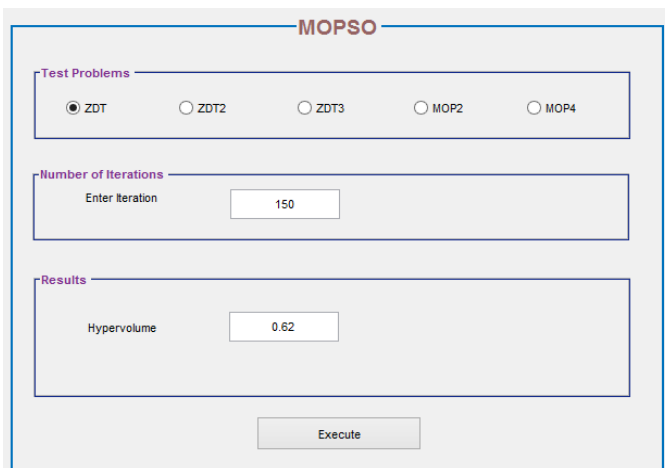 MOPSO
Test Problems
ZDT ZDT2 ZDT3 MOP2 MOP4
Number of Iterations
Enter Iteration 150
Results
Hypervolume 0.62
Execute